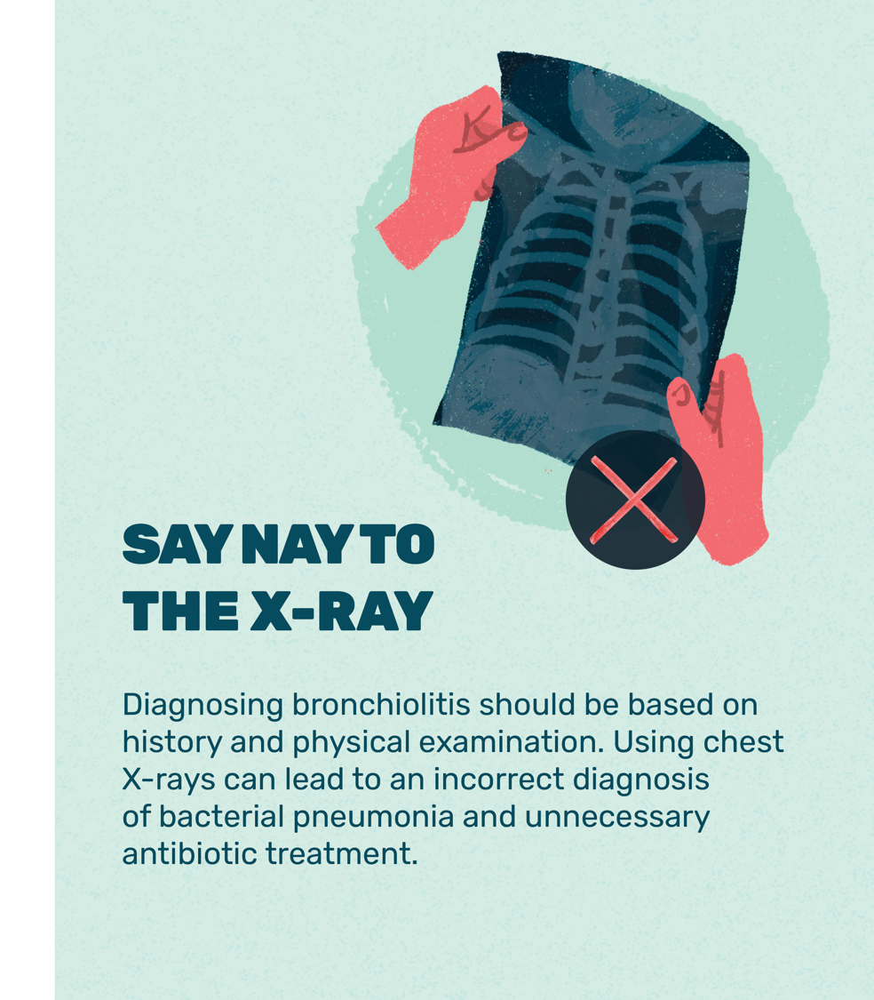 SAY NAY TO
THE X-RAY
Diagnosing bronchiolitis should be based on
history and physical examination. Using chest
X-rays can lead to an incorrect diagnosis
of bacterial pneumonia and unnecessary
antibiotic treatment.